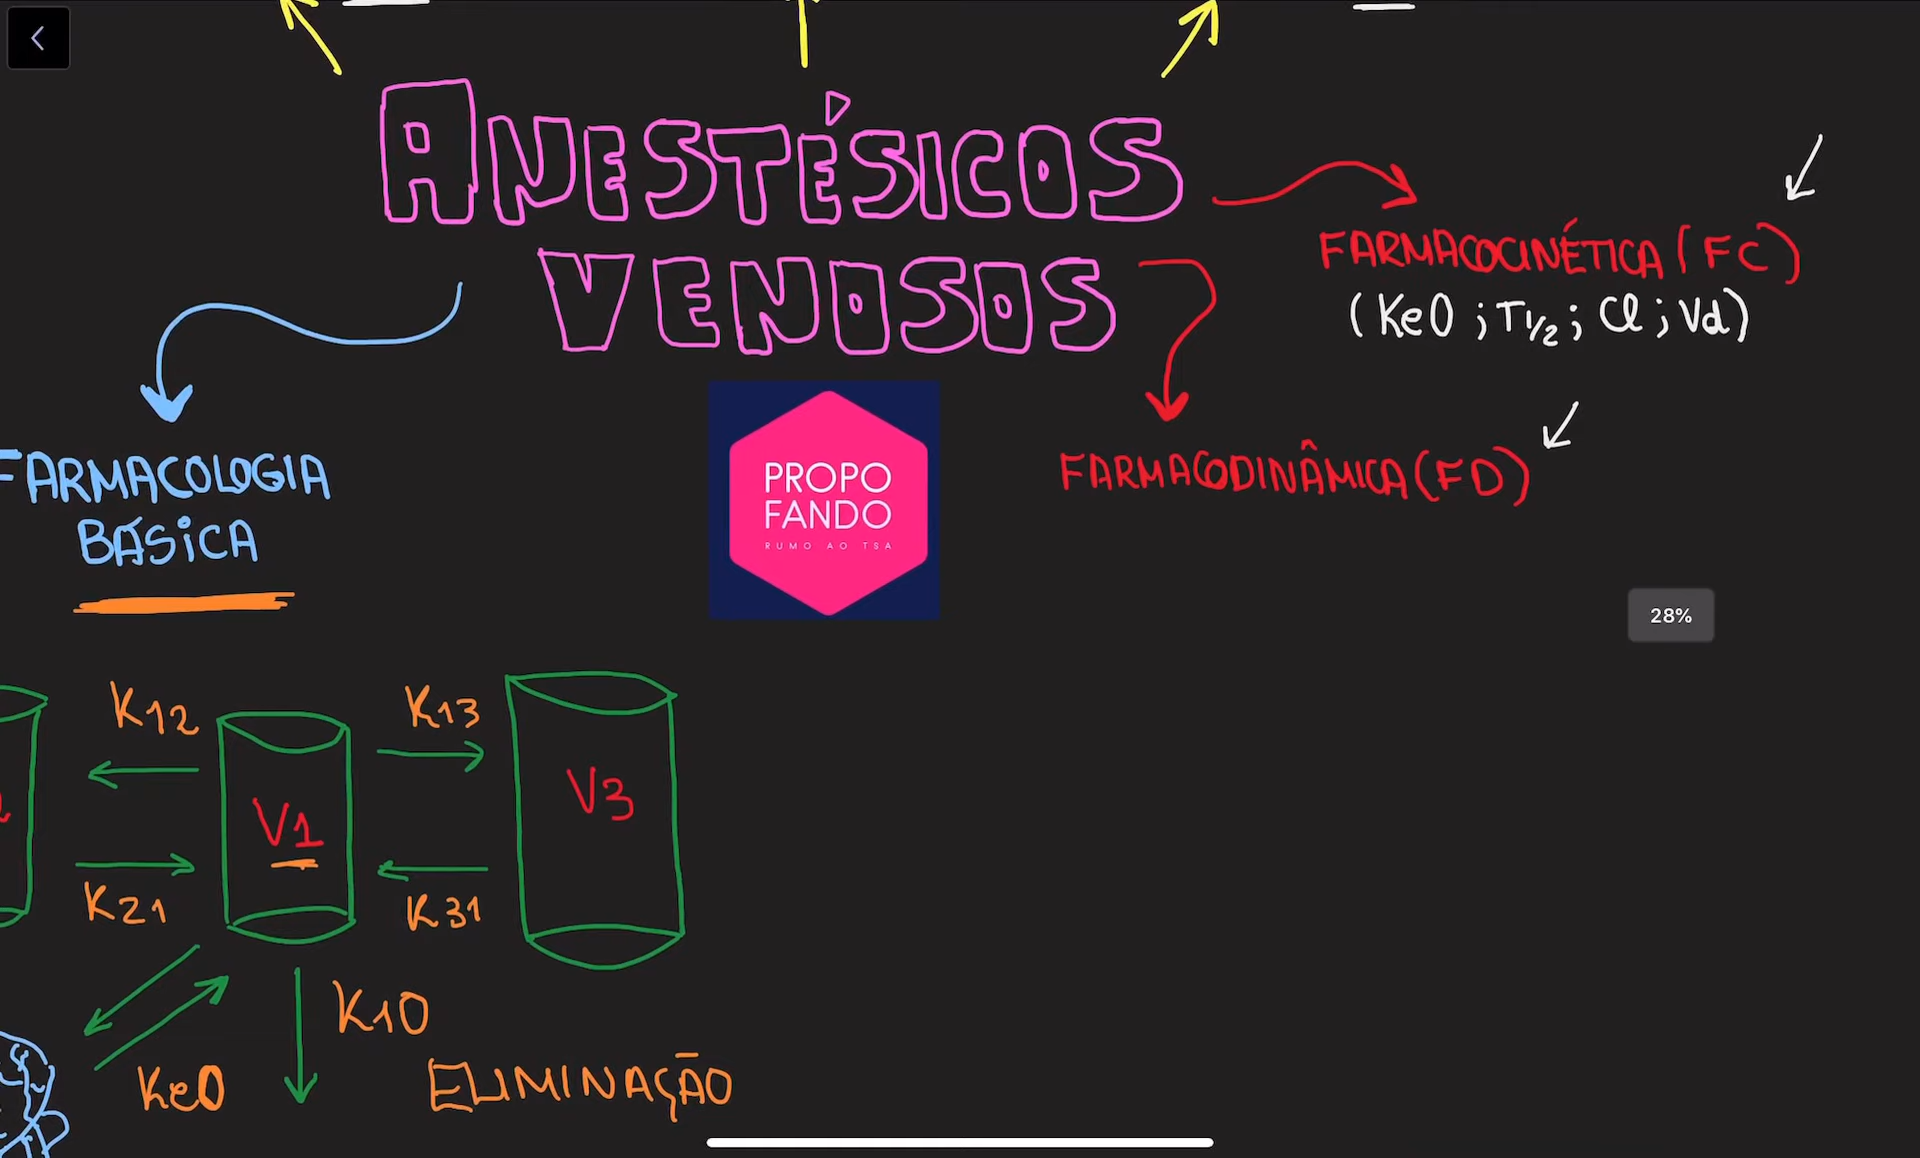 ANESTÉSICOS
VENOSOS
FARMACOCINÉTICA (FC)
(Ke0 ; T1/2 ; Cl ; Vd)
FARMACODINÂMICA (FD)
FARMACOLOGIA
BÁSICA
PROPO
FANDO
RUMO AO TSA
28%
K12
K13
V1
V3
K21
K31
K10
Ke0
ELIMINAÇÃO